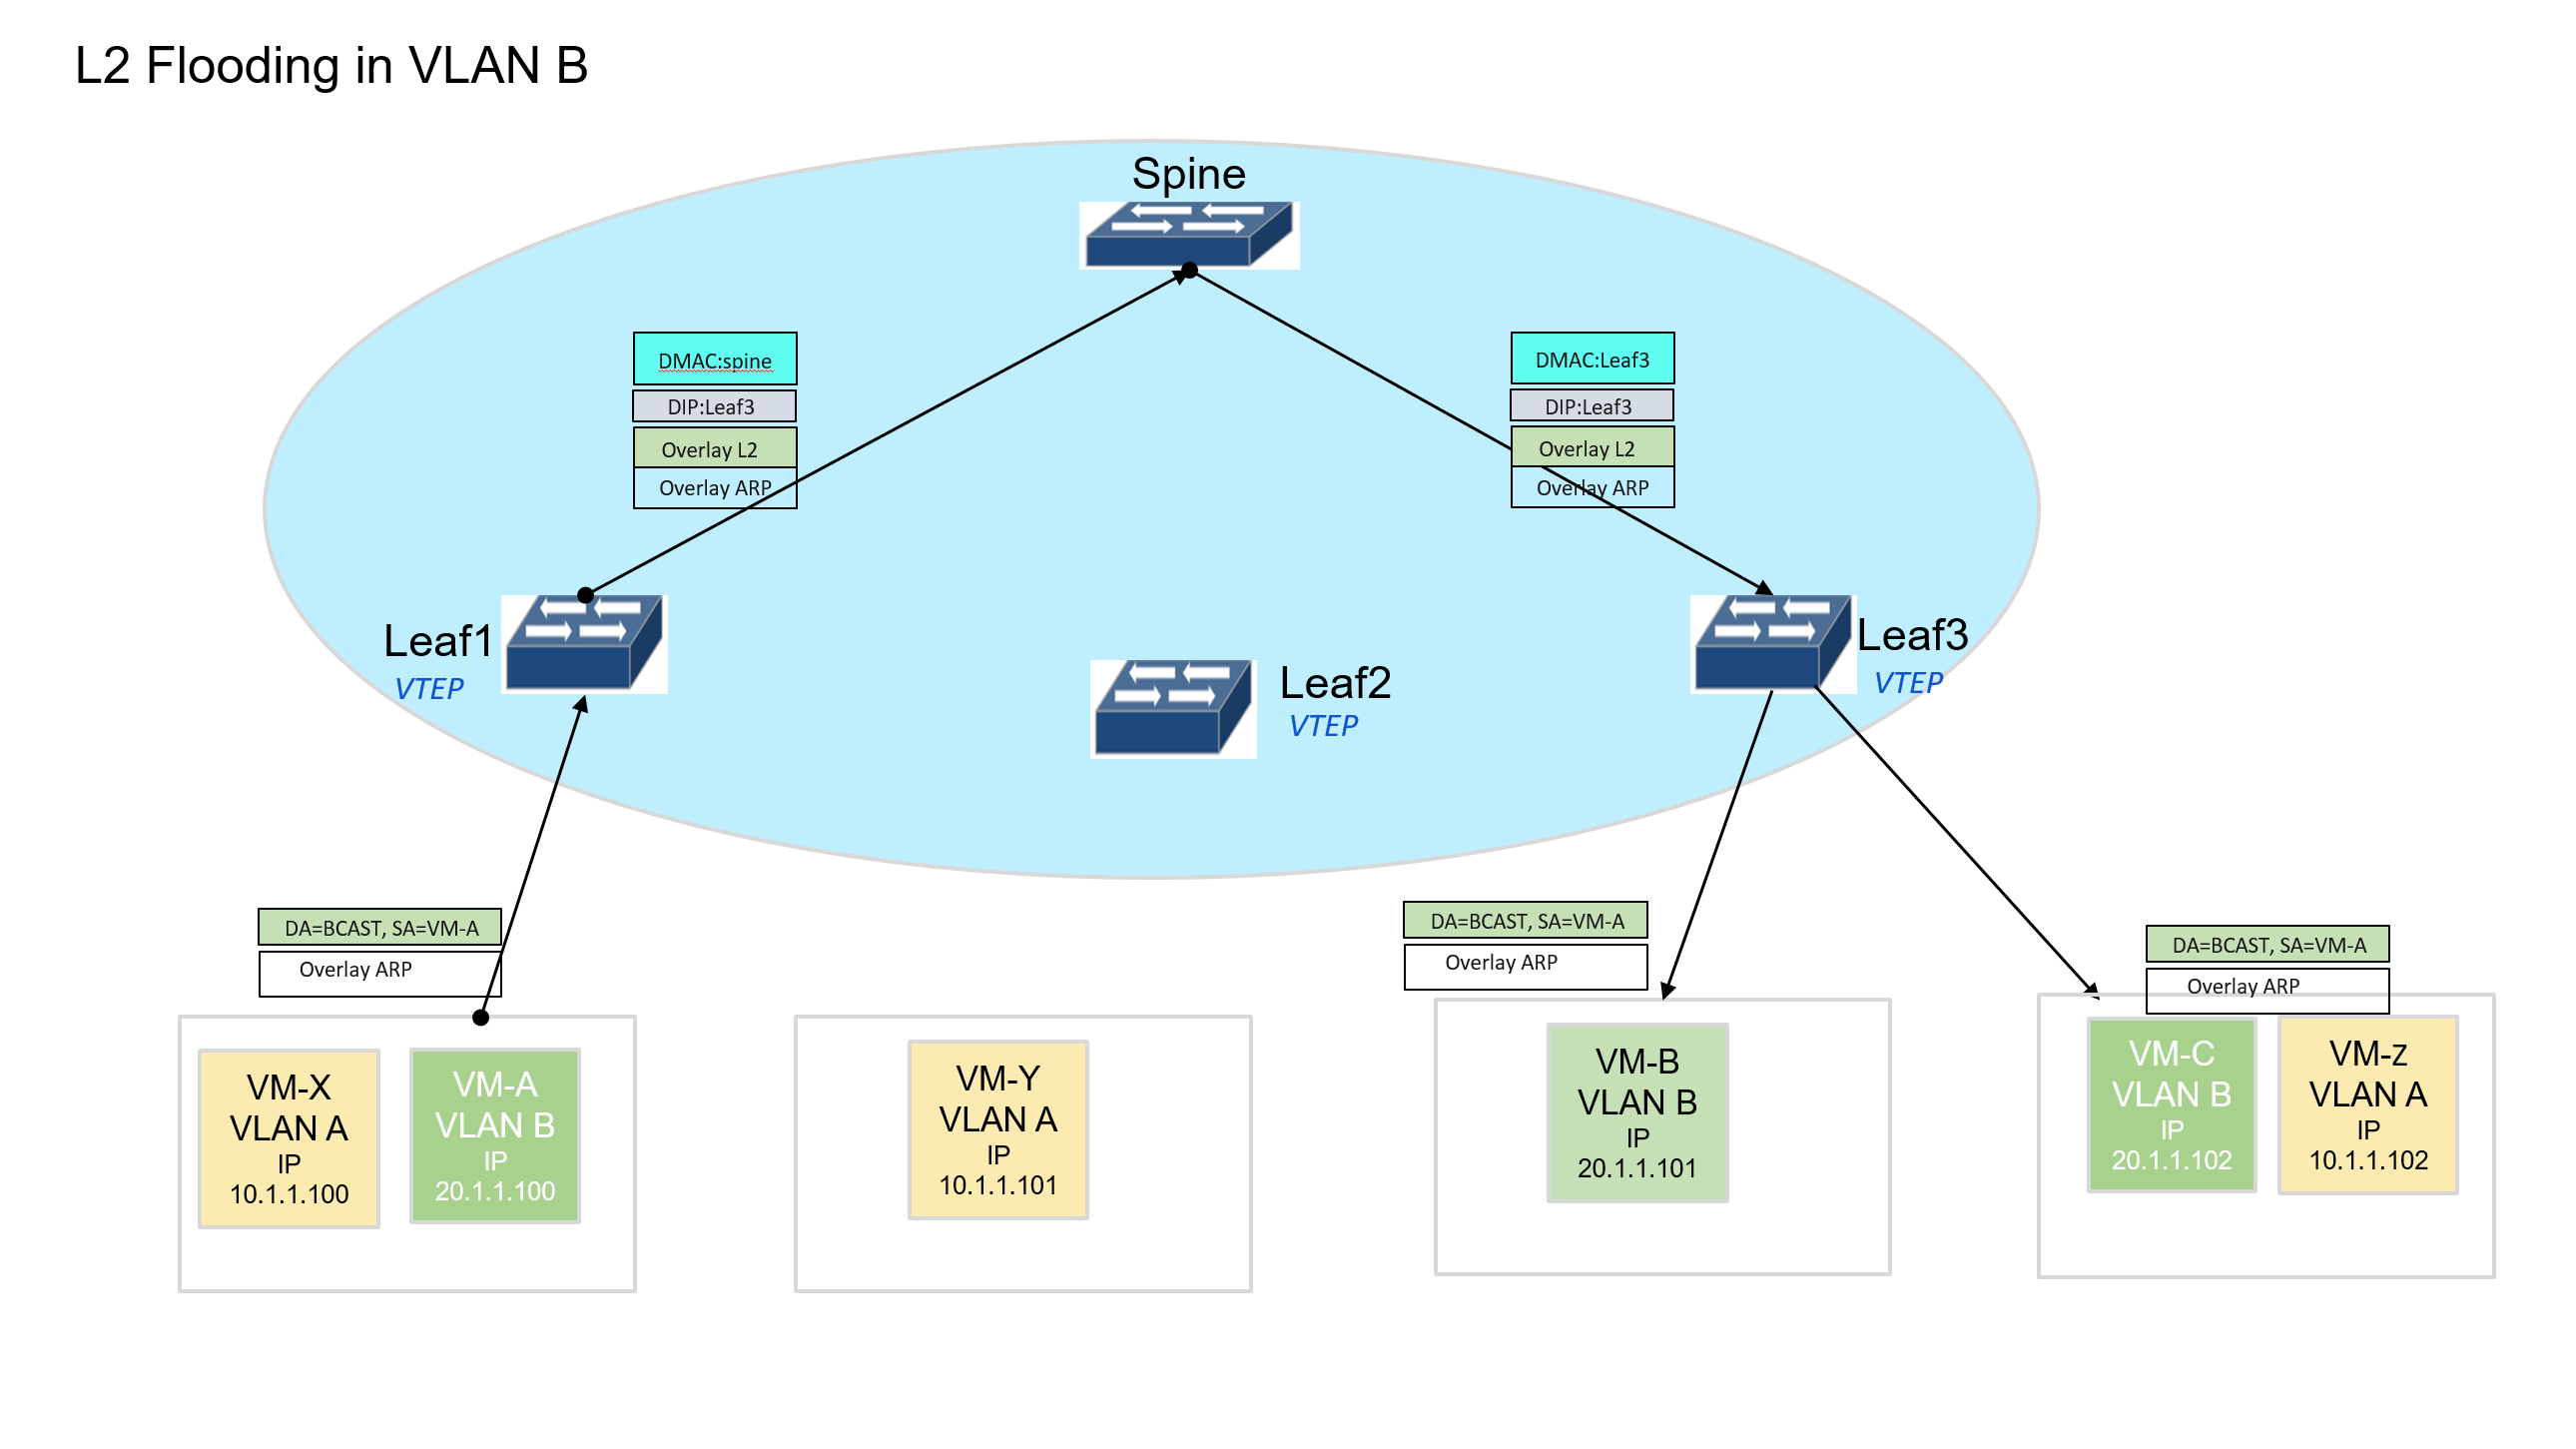 L2 Flooding in VLAN B
Spine
DMAC:spine
DIP:Leaf3
Overlay L2
Overlay ARP
DMAC:Leaf3
DIP:Leaf3
Overlay L2
Overlay ARP
Leaf1
VTEP
Leaf2
VTEP
Leaf3
VTEP
DA=BCAST, SA=VM-A
Overlay ARP
DA=BCAST, SA=VM-A
Overlay ARP
DA=BCAST, SA=VM-A
Overlay ARP
VM-X
VLAN A
IP
10.1.1.100
VM-A
VLAN B
IP
20.1.1.100
VM-Y
VLAN A
IP
10.1.1.101
VM-B
VLAN B
IP
20.1.1.101
VM-C
VLAN B
IP
20.1.1.102
VM-z
VLAN A
IP
10.1.1.102